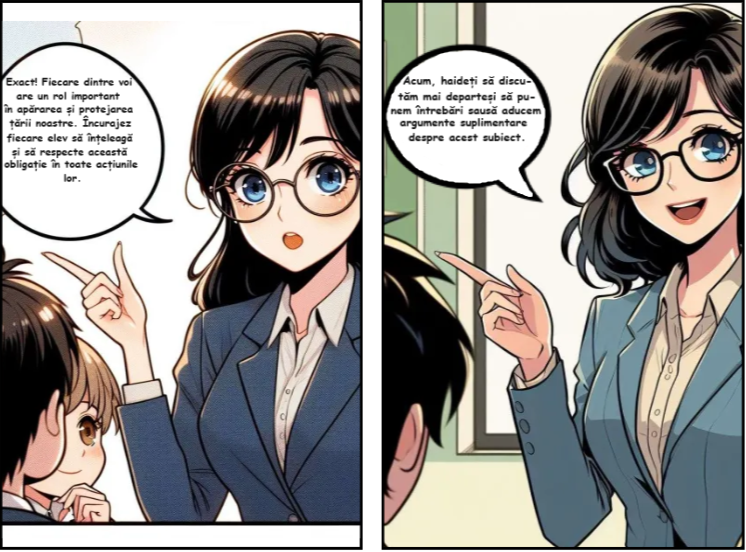 Exact! Fiecare dintre voi
are un rol important
în apărarea și protejarea
țării noastre. Încurajez
fiecare elev să înțeleagă
și să respecte această
obligație în toate acțiunile
lor.
Acum, haideți să discu-
tăm mai departeși să pu-
nem întrebări sausă aducem
argumente suplimentare
despre acest subiect.